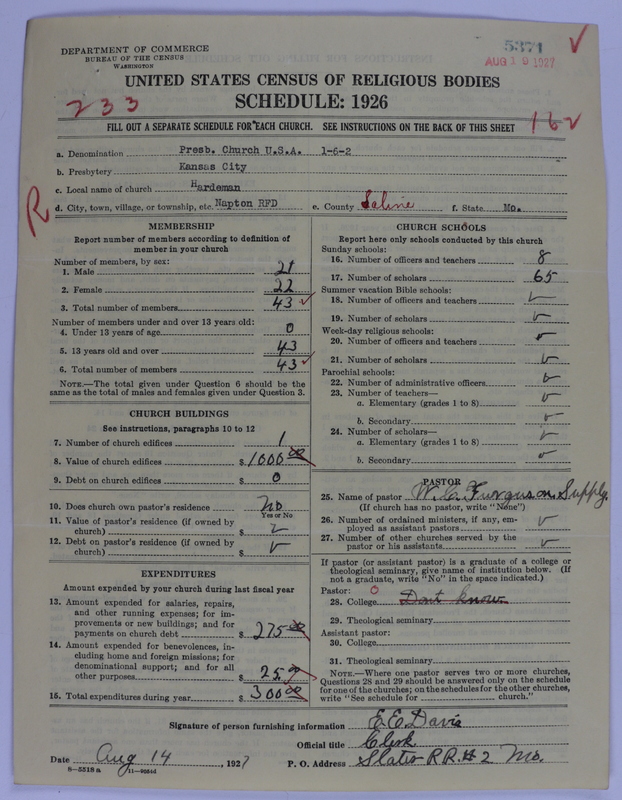 DEPARTMENT OF COMMERCE
BUREAU OF THE CENSUS
WASHINGTON
5371
AUG 19 1927
UNITED STATES CENSUS OF RELIGIOUS BODIES
SCHEDULE: 1926
233
162
FILL OUT A SEPARATE SCHEDULE FOR EACH CHURCH. SEE INSTRUCTIONS ON THE BACK OF THIS SHEET
a. Denomination Presb. Church U.S.A. 1-6-2
b. Presbytery Kansas City
c. Local name of church Hardeman
d. City, town, village, or township, etc. Napton RFD e. County Saline f. State Mo.
R
MEMBERSHIP
Report number of members according to definition of
member in your church
Number of members, by sex:
1. Male 21
2. Female 22
3. Total number of members 43
Number of members under and over 13 years old:
4. Under 13 years of age 0
5. 13 years old and over 43
6. Total number of members 43
NOTE.—The total given under Question 6 should be
same as the total of males and females given under Question 3.
CHURCH BUILDINGS
See instructions, paragraphs 10 to 12
7. Number of church edifices 1
8. Value of church edifices $ 1000 00
9. Debt on church edifices $ 0
10. Does church own pastor's residence no
Yes or No
11. Value of pastor's residence (if owned by
church) $
12. Debt on pastor's residence (if owned by
church) $
EXPENDITURES
Amount expended by your church during last fiscal year
13. Amount expended for salaries, repairs,
and other running expenses; for im-
provements or new buildings; and for
payments on church debt $ 275 00
14. Amount expended for benevolences, in-
cluding home and foreign missions; for
denominational support; and for all
other purposes $ 25.00
15. Total expenditures during year $ 300 00
CHURCH SCHOOLS
Report here only schools conducted by this church
Sunday schools:
16. Number of officers and teachers 8
17. Number of scholars 65
Summer vacation Bible schools:
18. Number of officers and teachers
19. Number of scholars
Week-day religious schools:
20. Number of officers and teachers
21. Number of scholars
Parochial schools:
22. Number of administrative officers
23. Number of teachers—
a. Elementary (grades 1 to 8)
b. Secondary
24. Number of scholars—
a. Elementary (grades 1 to 8)
b. Secondary
PASTOR
25. Name of pastor W. C. Furguson, Supply.
(If church has no pastor, write "None")
26. Number of ordained ministers, if any, em-
ployed as assistant pastors
27. Number of other churches served by the
pastor or his assistants
If pastor (or assistant pastor) is a graduate of a college or
theological seminary, give name of institution below. (If
not a graduate, write "No" in the space indicated.)
Pastor: 0
28. College Dont know
29. Theological seminary
Assistant pastor:
30. College
31. Theological seminary
NOTE.—Where one pastor serves two or more churches,
Questions 28 and 29 should be answered only on the schedule
for one of the churches; on the schedules for the other churches,
write "See schedule for church."
Signature of person furnishing information E. E. Davis
Official title Clerk
Date Aug 14, 1927 P. O. Address Slater R.R. # 2 Mo.
8-5518 a